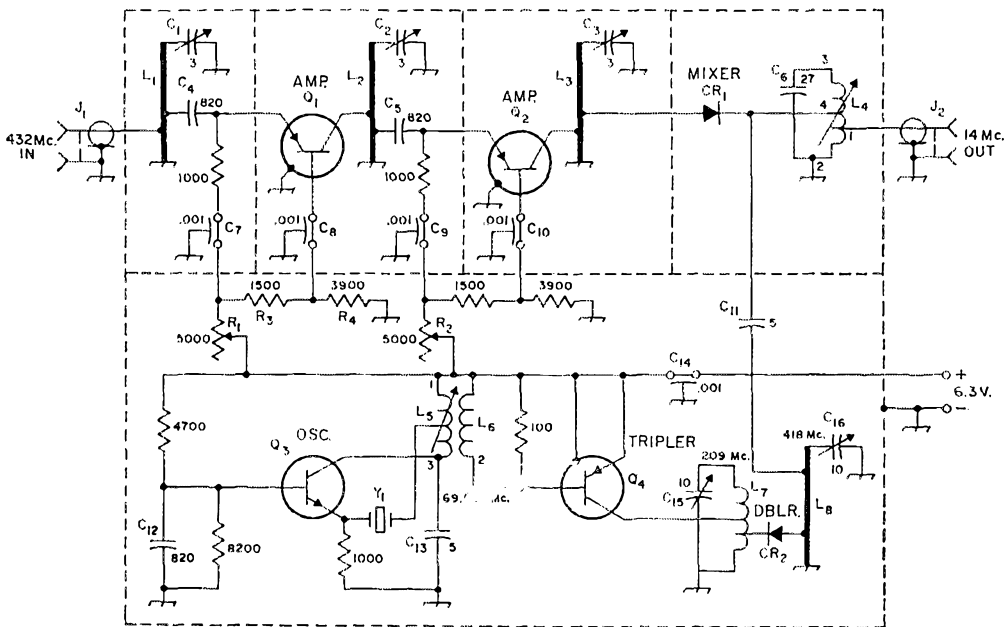 C1
3
C2
3
C3
3
L1
C4
820
AMP.
Q1
L2
C5
820
AMP.
Q2
L3
MIXER
CR1
C6
27
3
4
L4
2
J1
432Mc.
IN
J2
14 Mc.
OUT
1000
.001
C7
.001
C8
1000
.001
C9
.001
C10
1500
R3
3900
R4
1500
3900
R1
5000
R2
5000
C11
5
C14
.001
+
6.3 V.
-
4700
Q3
OSC.
1
L5
L6
3
2
100
TRIPLER
Q4
209 Mc.
10
C15
L7
DBLR.
CR2
418 Mc.
C16
10
L8
C12
820
8200
Y1
1000
C13
5
69. Mc.